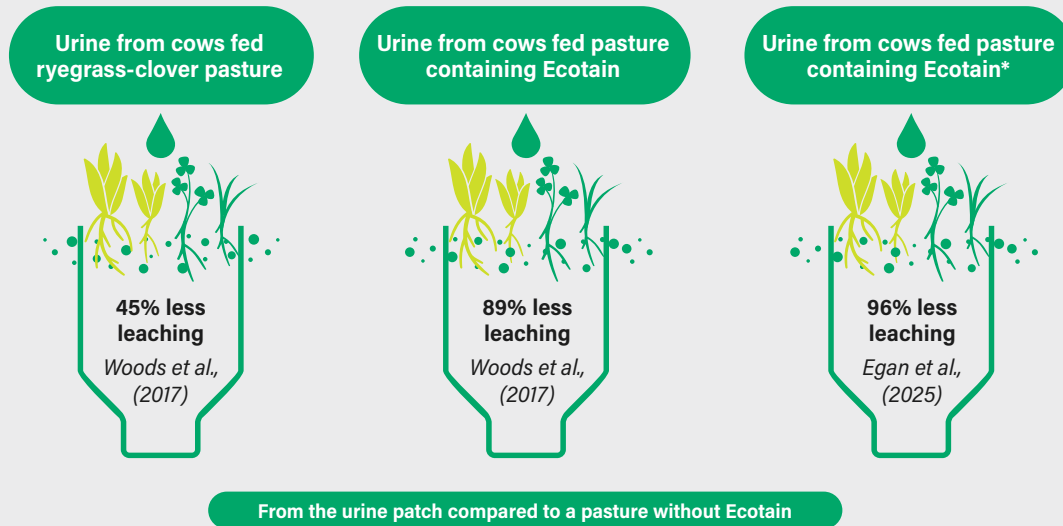 Urine from cows fed
ryegrass-clover pasture
Urine from cows fed pasture
containing Ecotain
Urine from cows fed pasture
containing Ecotain*
45% less
leaching
Woods et al.,
(2017)
89% less
leaching
Woods et al.,
(2017)
96% less
leaching
Egan et al.,
(2025)
From the urine patch compared to a pasture without Ecotain